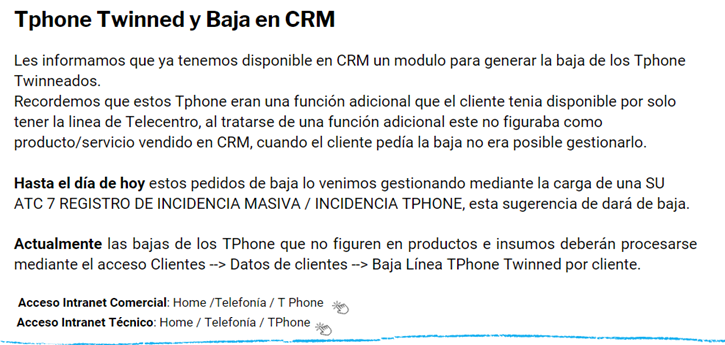 Tphone Twinned y Baja en CRM
Les informamos que ya tenemos disponible en CRM un modulo para generar la baja de los Tphone
Twinneados.
Recordemos que estos Tphone eran una función adicional que el cliente tenia disponible por solo
tener la linea de Telecentro, al tratarse de una función adicional este no figuraba como
producto/servicio vendido en CRM, cuando el cliente pedía la baja no era posible gestionarlo.
Hasta el día de hoy estos pedidos de baja lo venimos gestionando mediante la carga de una SU
ATC 7 REGISTRO DE INCIDENCIA MASIVA / INCIDENCIA TPHONE, esta sugerencia de dará de baja.
Actualmente las bajas de los TPhone que no figuren en productos e insumos deberán procesarse
mediante el acceso Clientes --> Datos de clientes --> Baja Línea TPhone Twinned por cliente.
Acceso Intranet Comercial: Home /Telefonía / T Phone
Acceso Intranet Técnico: Home / Telefonía / TPhone